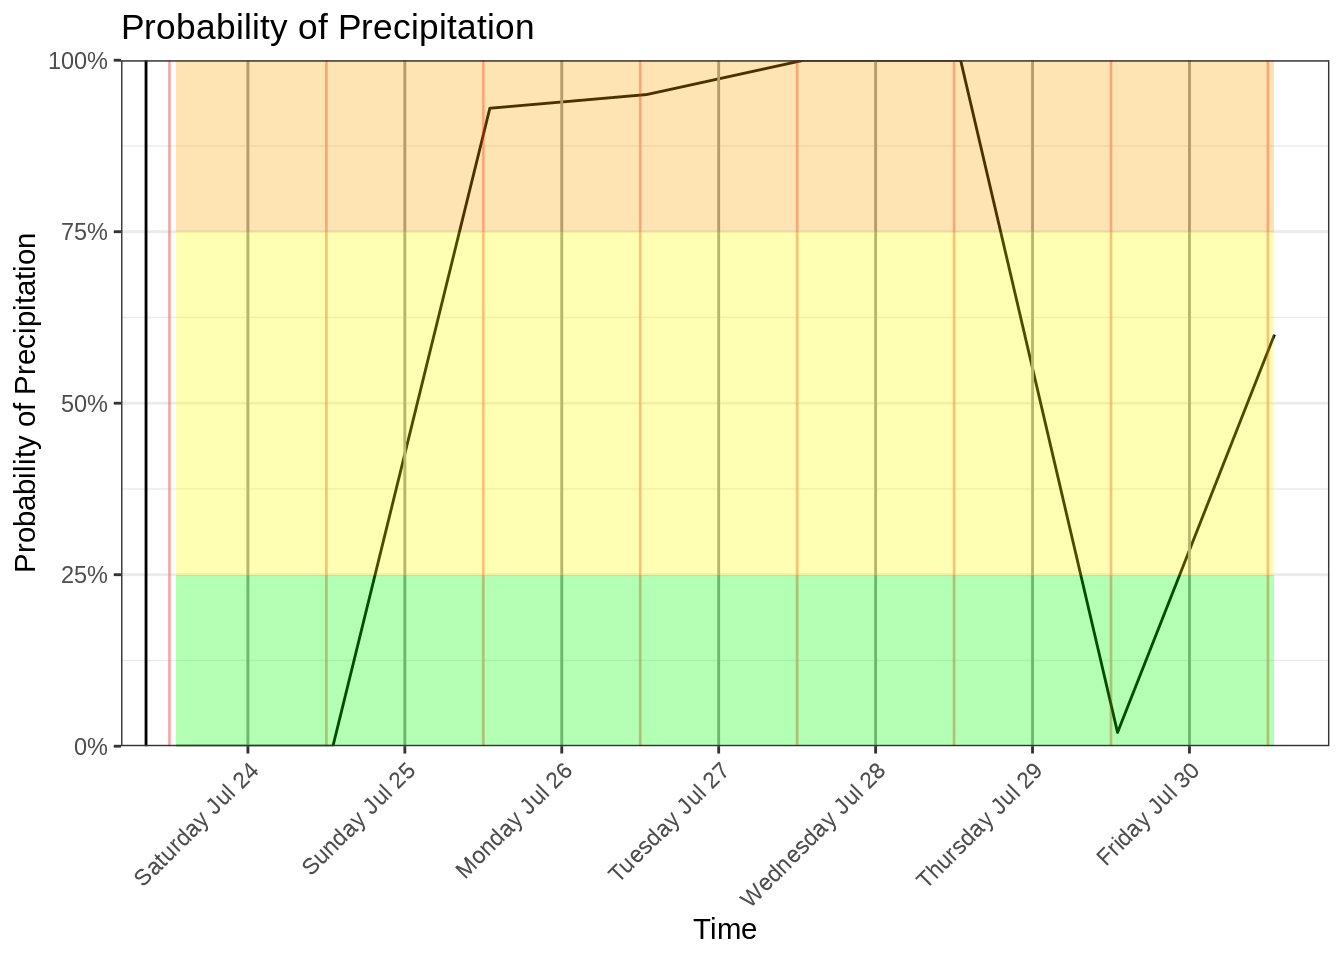 Probability of Precipitation
Probability of Precipitation
100%
75%
50%
25%
0%
Saturday Jul 24
Sunday Jul 25
Monday Jul 26
Tuesday Jul 27
Wednesday Jul 28
Thursday Jul 29
Friday Jul 30
Time